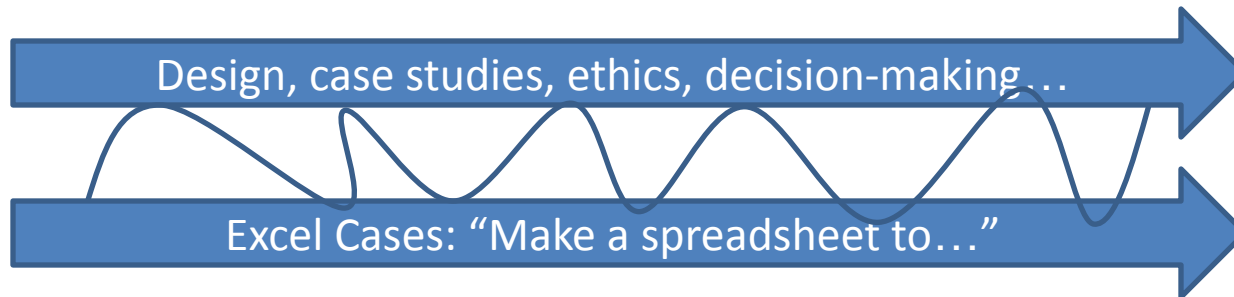 Design, case studies, ethics, decision-making…
Excel Cases: “Make a spreadsheet to…”